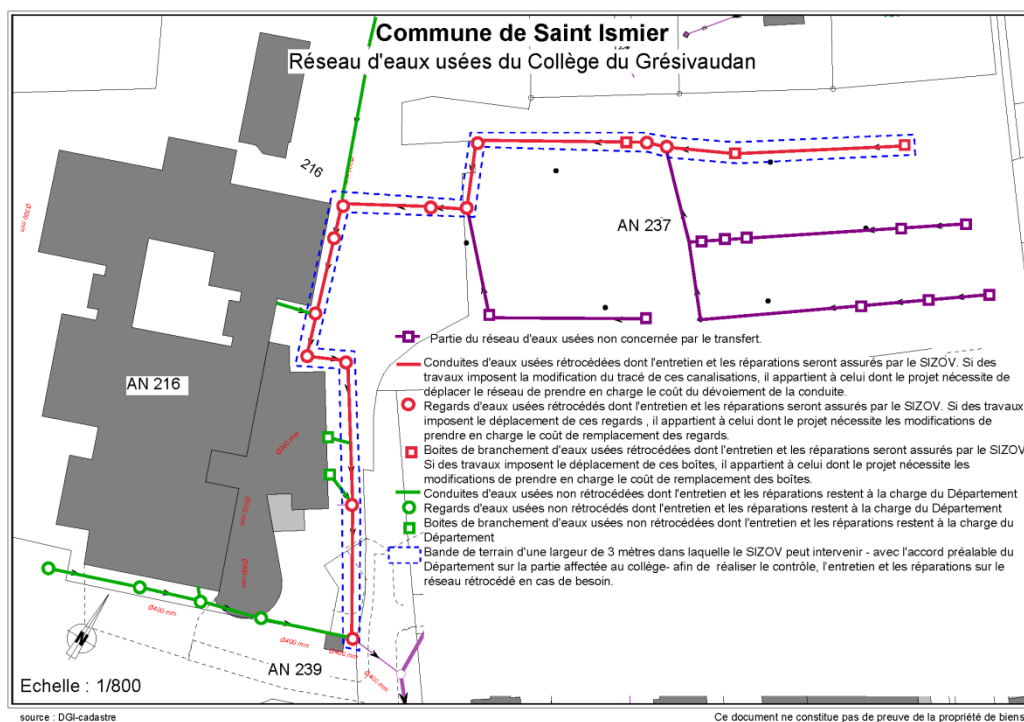 Commune de Saint Ismier
Réseau d'eaux usées du Collège du Grésivaudan
216
Ø300 mm
AN 237
Partie du réseau d'eaux usées non concernée par le transfert.
Conduites d'eaux usées rétrocédées dont l'entretien et les réparations seront assurés par le SIZOV. Si des
travaux imposent la modification du tracé de ces canalisations, il appartient à celui dont le projet nécessite de
déplacer le réseau de prendre en charge le coût du dévoiement de la conduite.
AN 216
Regards d'eaux usées rétrocédés dont l'entretien et les réparations seront assurés par le SIZOV. Si des travaux
imposent le déplacement de ces regards , il appartient à celui dont le projet nécessite les modifications de
prendre en charge le coût de remplacement des regards.
Boites de branchement d'eaux usées rétrocédées dont l'entretien et les réparations seront assurés par le SIZOV
Si des travaux imposent le déplacement de ces boîtes, il appartient à celui dont le projet nécessite les
modifications de prendre en charge le coût de remplacement des boîtes.
Ø300 mm
Conduites d'eaux usées non rétrocédées dont l'entretien et les réparations restent à la charge du Département
Regards d'eaux usées non rétrocédés dont l'entretien et les réparations restent à la charge du Département
Boites de branchement d'eaux usées non rétrocédées dont l'entretien et les réparations restent à la charge du
Département
Bande de terrain d'une largeur de 3 mètres dans laquelle le SIZOV peut intervenir - avec l'accord préalable du
Département sur la partie affectée au collège- afin de réaliser le contrôle, l'entretien et les réparations sur le
réseau rétrocédé en cas de besoin.
Ø300 mm
Ø400 mm
Ø400 mm
Ø400 mm
N
AN 239
Echelle : 1/800
source : DGI-cadastre
Ce document ne constitue pas de preuve de la propriété de biens